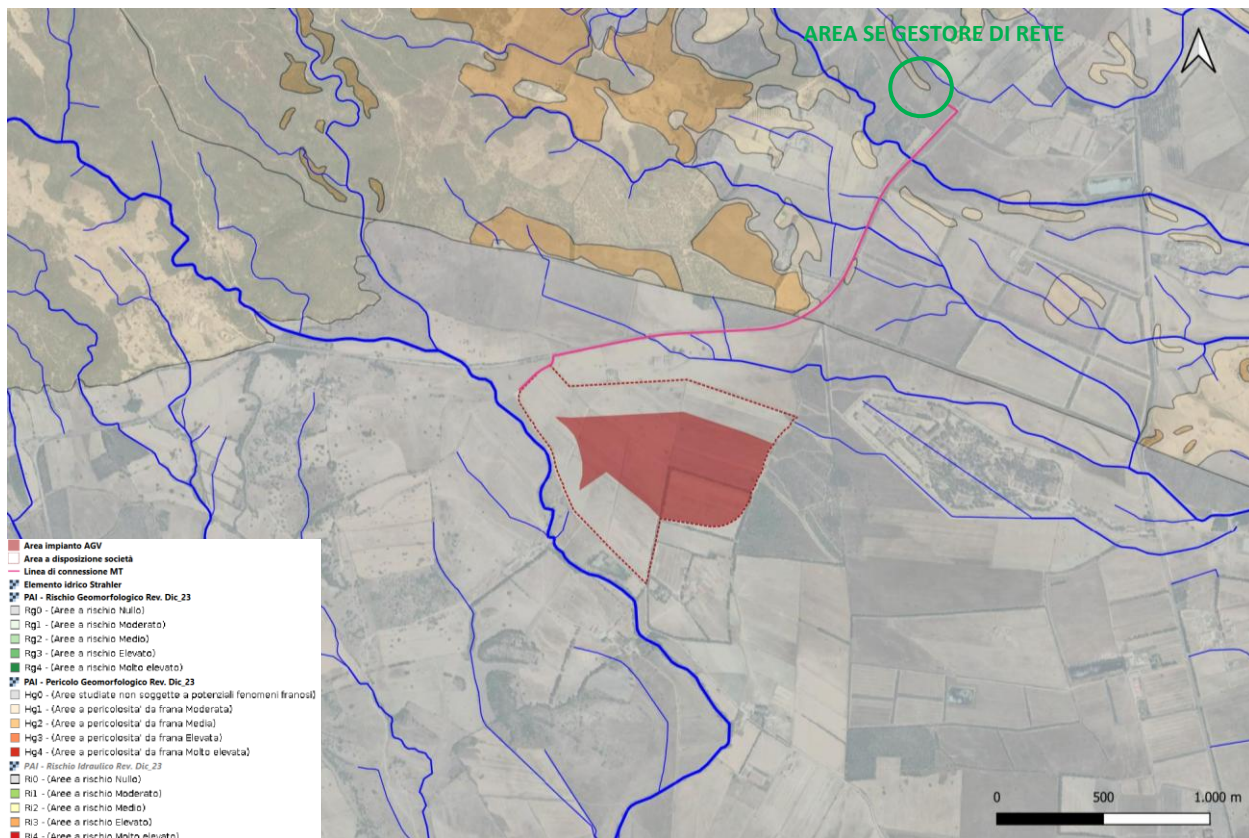 AREA SE GESTORE DI RETE
Area impianto AGV
Area a disposizione società
Linea di connessione MT
Elemento idrico Strahler
PAI - Rischio Geomorfologico Rev. Dic_23
Rg0 - (Aree a rischio Nullo)
Rg1 - (Aree a rischio Moderato)
Rg2 - (Aree a rischio Medio)
Rg3 - (Aree a rischio Elevato)
Rg4 - (Aree a rischio Molto elevato)
PAI - Pericolo Geomorfologico Rev. Dic_23
Hg0 - (Aree studiate non soggette a potenziali fenomeni franosi)
Hg1 - (Aree a pericolosita' da frana Moderata)
Hg2 - (Aree a pericolosita' da frana Media)
Hg3 - (Aree a pericolosita' da frana Elevata)
Hg4 - (Aree a pericolosita' da frana Molto elevata)
PAI - Rischio Idraulico Rev. Dic_23
Ri0 - (Aree a rischio Nullo)
Ri1 - (Aree a rischio Moderato)
Ri2 - (Aree a rischio Medio)
Ri3 - (Aree a rischio Elevato)
Ri4 - (Aree a rischio Molto elevato)
0 500 1.000 m